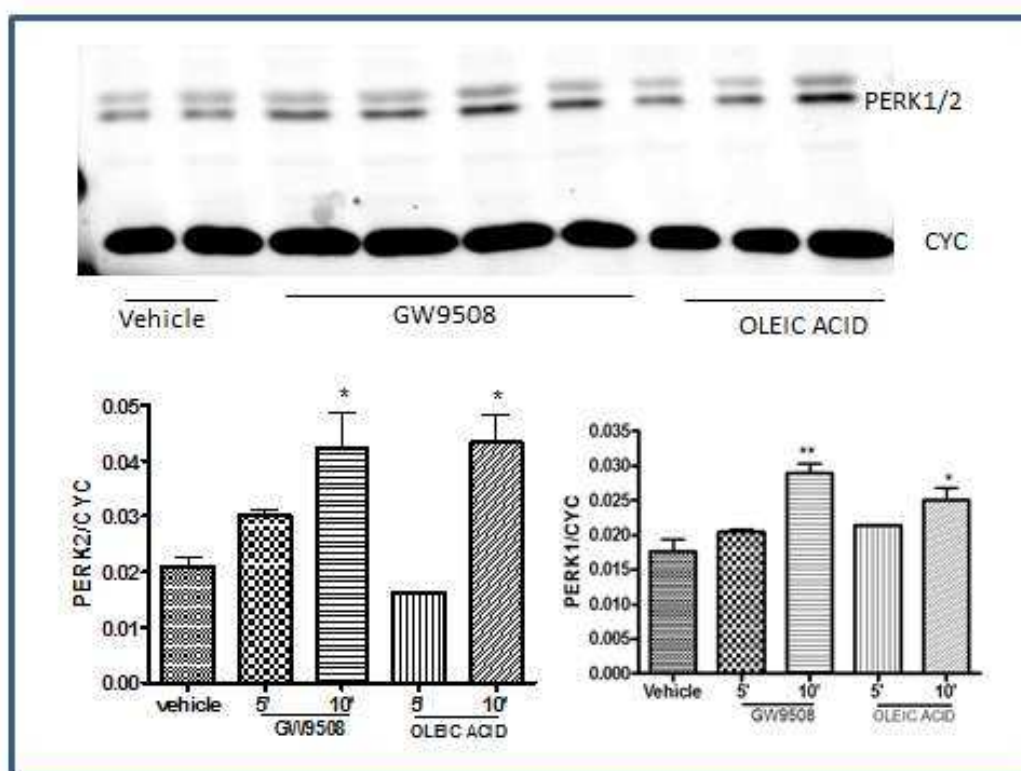 PERK1/2
CYC
Vehicle
GW9508
OLEIC ACID
PERK2/CYC
0.05
0.04
0.03
0.02
0.01
0.00
* *
vehicle 5' 10' 5' 10'
GW9508 OLEIC ACID
PERK1/CYC
0.035
0.030
0.025
0.020
0.015
0.010
0.005
0.000
** *
Vehicle 5' 10' 5' 10'
GW9508 OLEIC ACID